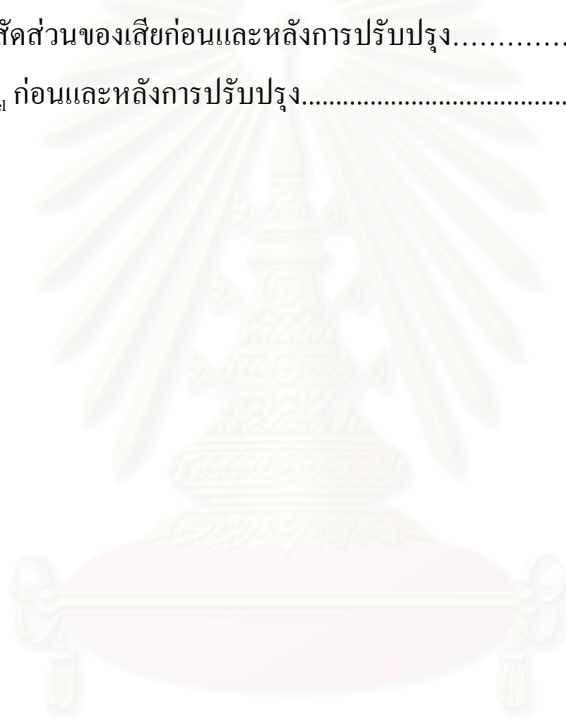 สัดส่วนของเสียก่อนและหลังการปรับปรุง……………
ก่อนและหลังการปรับปรุง.......................................